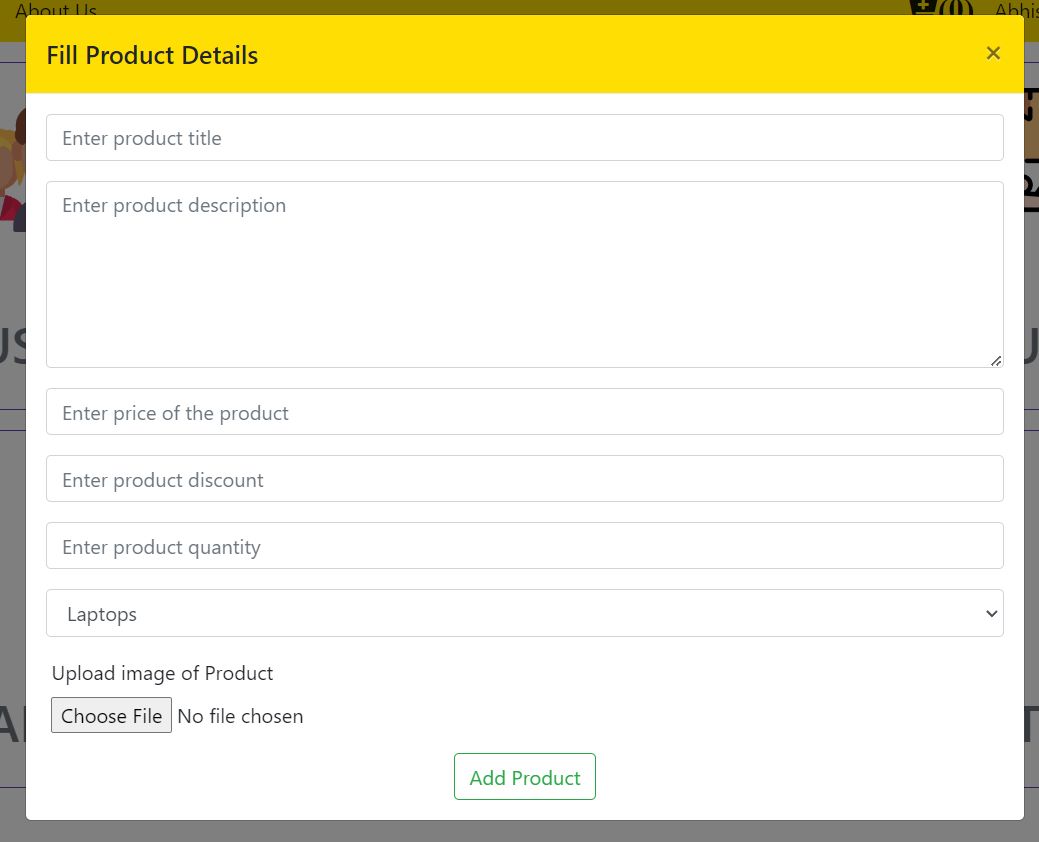 About Us
(0)
Fill Product Details
×
Enter product title
Enter product description
Enter price of the product
Enter product discount
Enter product quantity
Laptops
Upload image of Product
Choose File No file chosen
Add Product